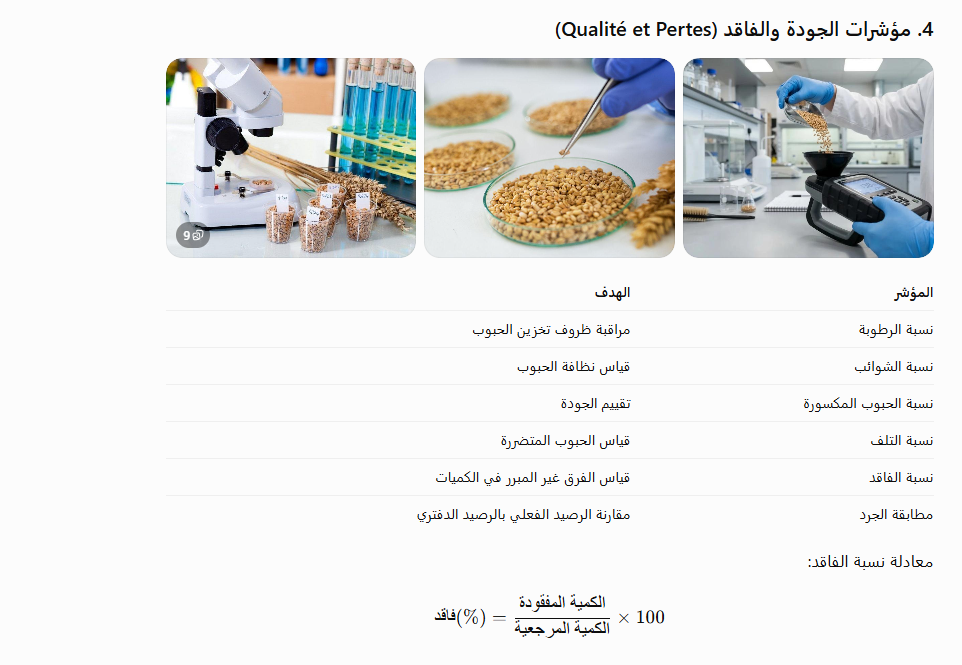 4. مؤشرات الجودة والفاقد (Qualité et Pertes)
9
المؤشر الهدف
نسبة الرطوبة مراقبة ظروف تخزين الحبوب
نسبة الشوائب قياس نظافة الحبوب
نسبة الحبوب المكسورة تقييم الجودة
نسبة التلف قياس الحبوب المتضررة
نسبة الفاقد قياس الفرق غير المبرر في الكميات
مطابقة الجرد مقارنة الرصيد الفعلي بالرصيد الدفتري
معادلة نسبة الفاقد:
فاقد(%) = الكمية المفقودة / الكمية المرجعية × 100